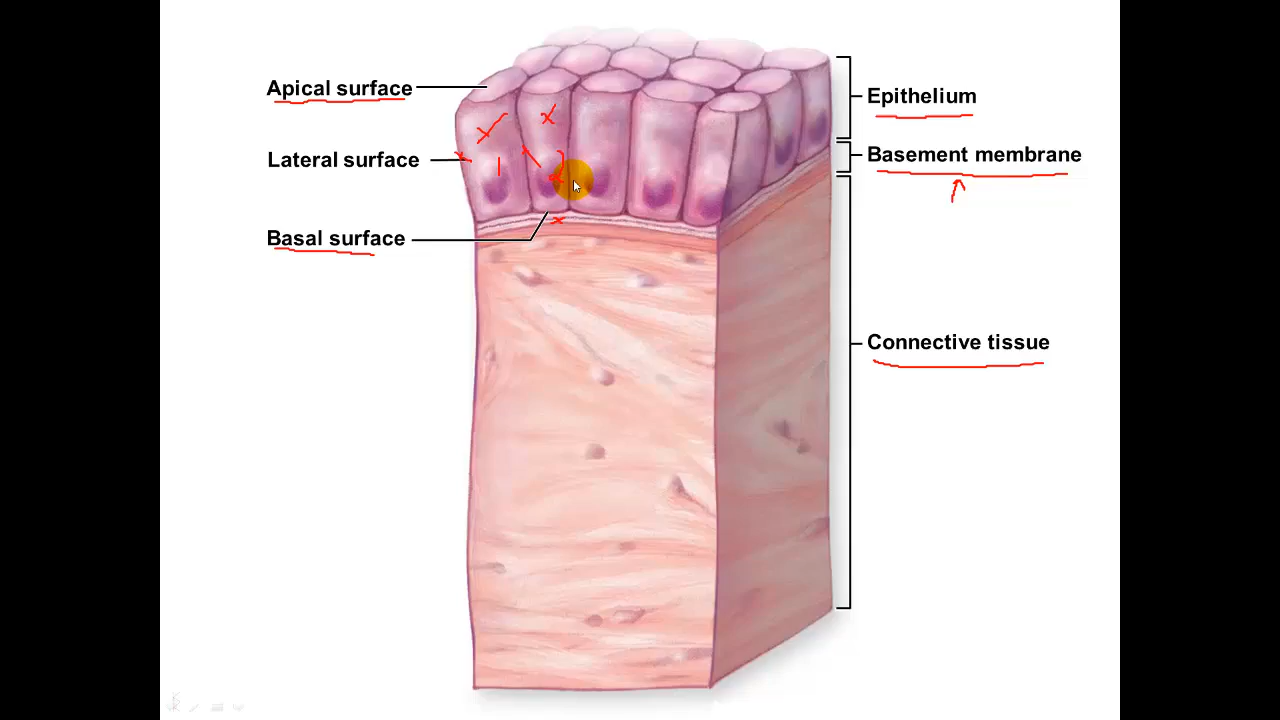 Apical surface
Lateral surface
Basal surface
Epithelium
Basement membrane
Connective tissue